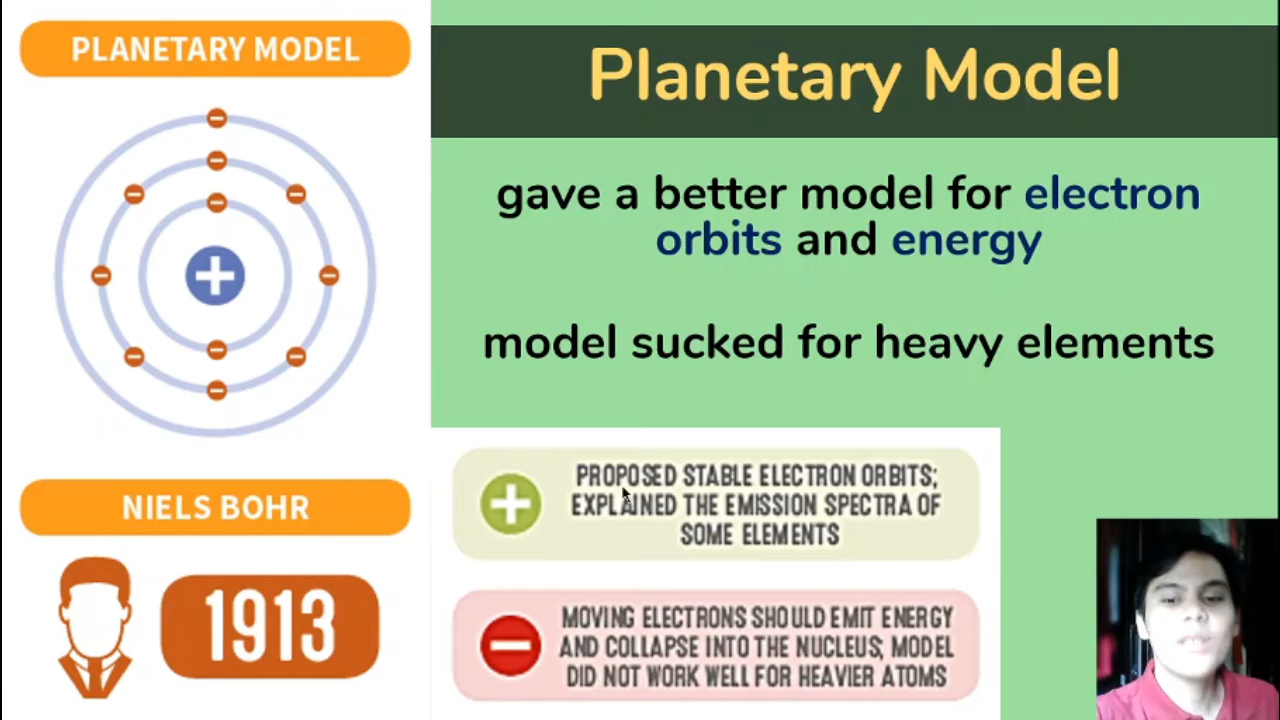 PLANETARY MODEL
NIELS BOHR
1913
Planetary Model
gave a better model for electron
orbits and energy
model sucked for heavy elements
PROPOSED STABLE ELECTRON ORBITS;
EXPLAINED THE EMISSION SPECTRA OF
SOME ELEMENTS
MOVING ELECTRONS SHOULD EMIT ENERGY
AND COLLAPSE INTO THE NUCLEUS; MODEL
DID NOT WORK WELL FOR HEAVIER ATOMS